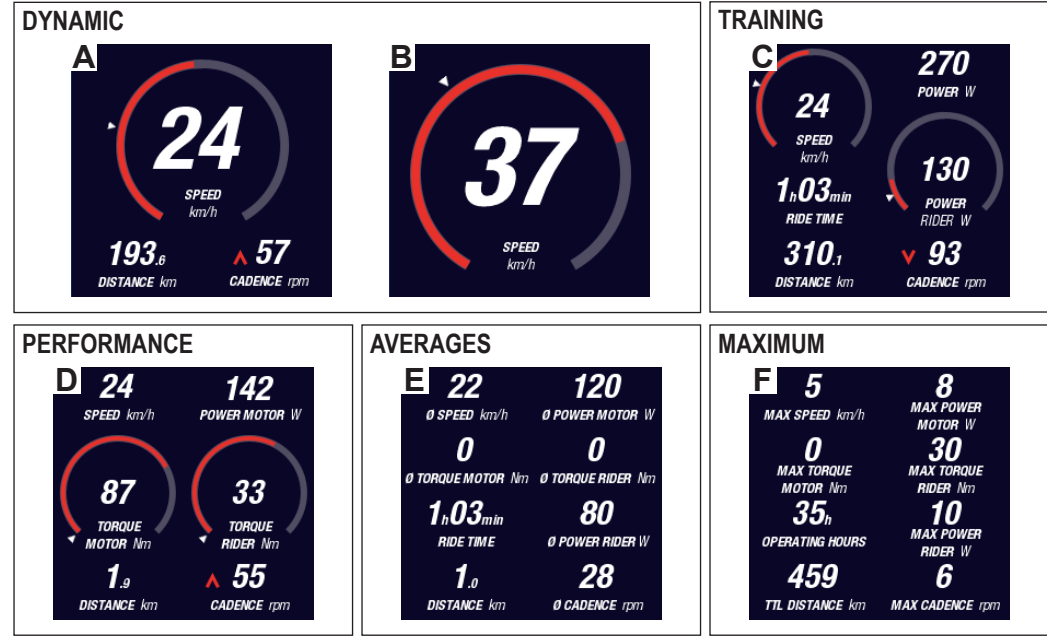 DYNAMIC
A
24
SPEED
km/h
193.6
DISTANCE km
57
CADENCE rpm
B
37
SPEED
km/h
TRAINING
C
24
SPEED
km/h
270
POWER W
130
POWER
RIDER W
1h03min
RIDE TIME
310.1
DISTANCE km
93
CADENCE rpm
PERFORMANCE
D
24
SPEED km/h
142
POWER MOTOR W
87
TORQUE
MOTOR Nm
33
TORQUE
RIDER Nm
1.9
DISTANCE km
55
CADENCE rpm
AVERAGES
E
22
Ø SPEED km/h
120
Ø POWER MOTOR W
0
Ø TORQUE MOTOR Nm
0
Ø TORQUE RIDER Nm
1h03min
RIDE TIME
80
Ø POWER RIDER W
1.0
DISTANCE km
28
Ø CADENCE rpm
MAXIMUM
F
5
MAX SPEED km/h
8
MAX POWER
MOTOR W
0
MAX TORQUE
MOTOR Nm
30
MAX TORQUE
RIDER Nm
35h
OPERATING HOURS
10
MAX POWER
RIDER W
459
TTL DISTANCE km
6
MAX CADENCE rpm